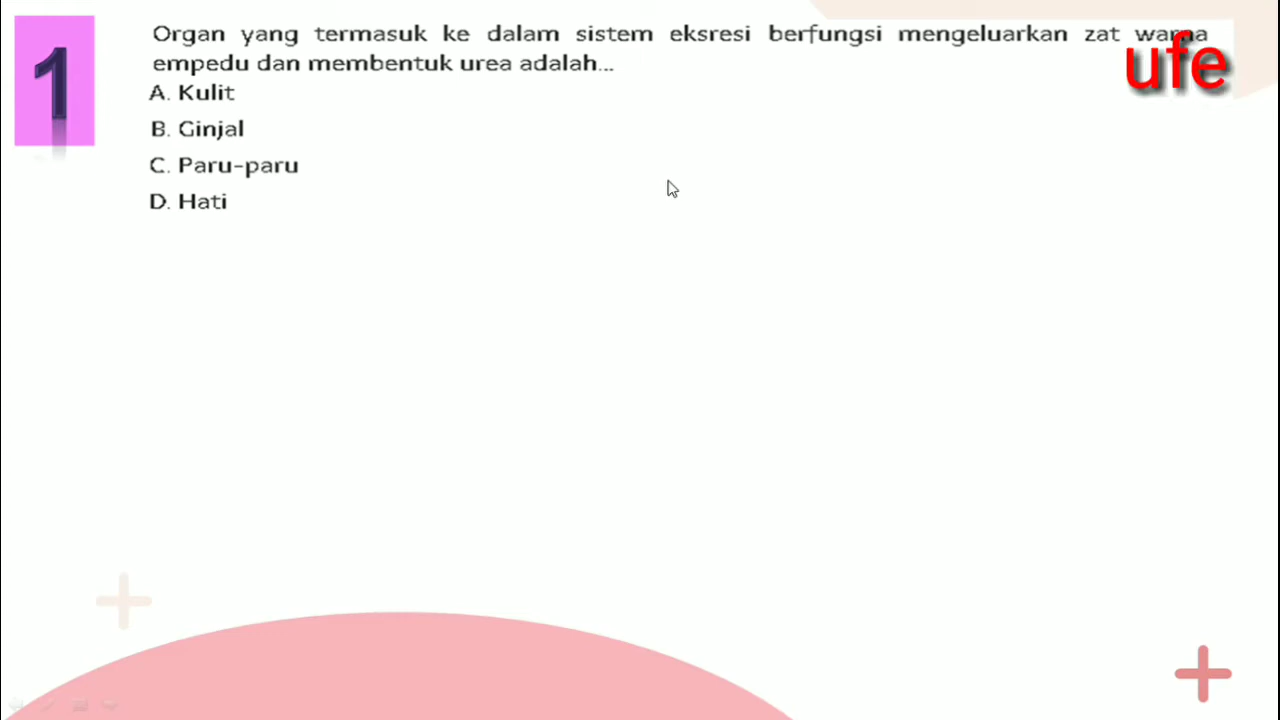 1
Organ yang termasuk ke dalam sistem eksresi berfungsi mengeluarkan zat warna
empedu dan membentuk urea adalah...
A. Kulit
B. Ginjal
C. Paru-paru
D. Hati
ufe